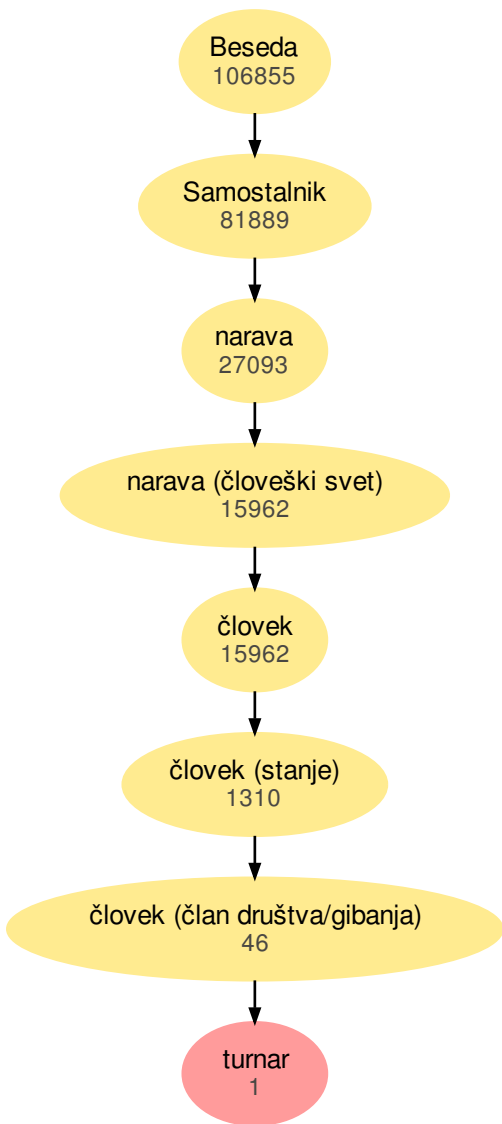 Beseda
106855
Samostalnik
81889
narava
27093
narava (človeški svet)
15962
človek
15962
človek (stanje)
1310
človek (član društva/gibanja)
46
turnar
1